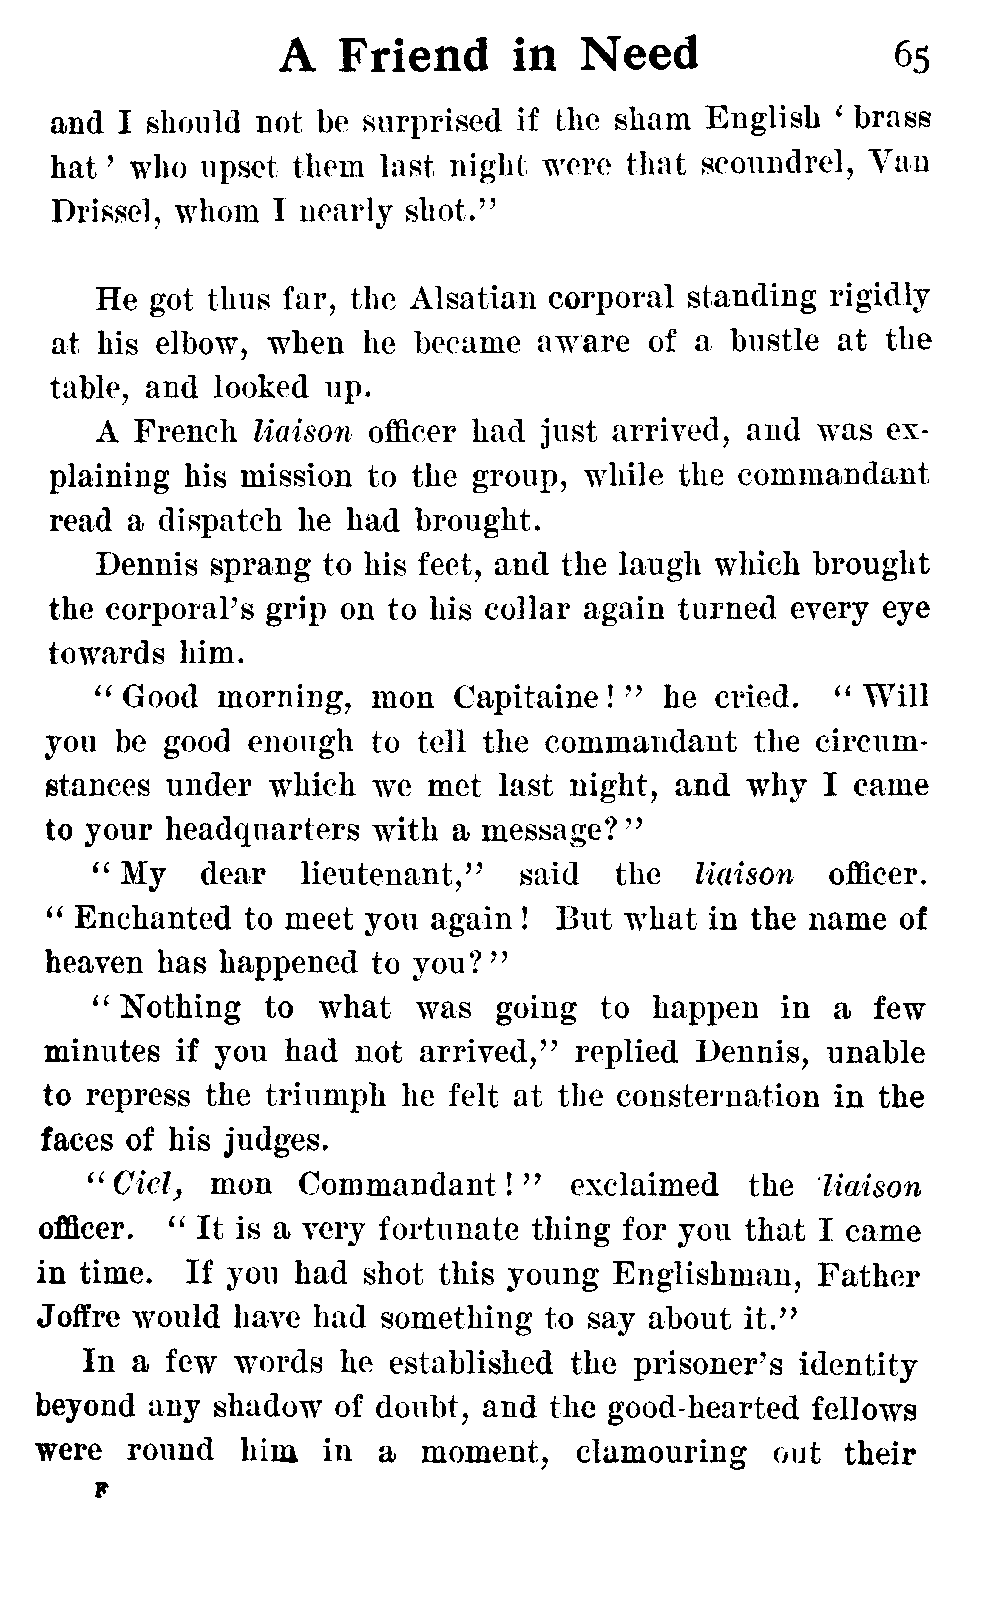 A Friend in Need 65
and I should not be surprised if the sham English ‘ brass
hat ’ who upset them last night were that scoundrel, Van
Drissel, whom I nearly shot.”
He got thus far, the Alsatian corporal standing rigidly
at his elbow, when he became aware of a bustle at the
table, and looked up.
A French liaison officer had just arrived, and was ex-
plaining his mission to the group, while the commandant
read a dispatch he had brought.
Dennis sprang to his feet, and the laugh which brought
the corporal’s grip on to his collar again turned every eye
towards him.
“ Good morning, mon Capitaine! ” he cried. “ Will
you be good enough to tell the commandant the circum-
stances under which we met last night, and why I came
to your headquarters with a message? ”
“ My dear lieutenant,” said the liaison officer.
“ Enchanted to meet you again! But what in the name of
heaven has happened to you? ”
“ Nothing to what was going to happen in a few
minutes if you had not arrived,” replied Dennis, unable
to repress the triumph he felt at the consternation in the
faces of his judges.
“ Ciel, mon Commandant! ” exclaimed the liaison
officer. “ It is a very fortunate thing for you that I came
in time. If you had shot this young Englishman, Father
Joffre would have had something to say about it.”
In a few words he established the prisoner’s identity
beyond any shadow of doubt, and the good-hearted fellows
were round him in a moment, clamouring out their
F